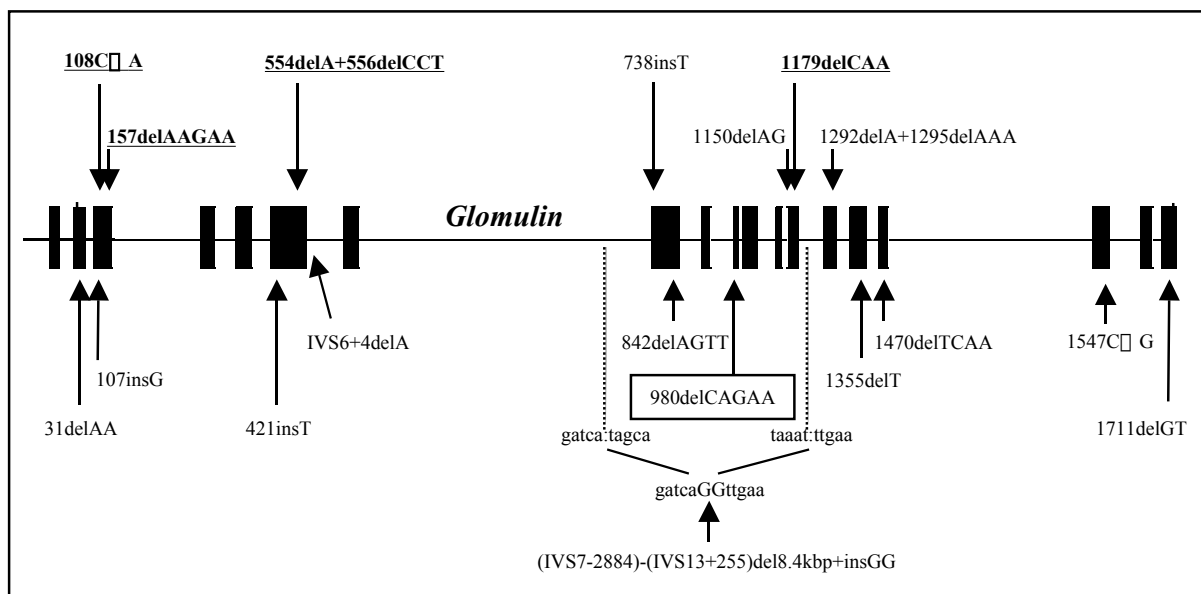 108C▯ A
554delA+556delCCT
738insT
1179delCAA
157delAAGAA
1150delAG
1292delA+1295delAAA
Glomulin
IVS6+4delA
842delAGTT
1470delTCAA
1547C▯ G
107insG
980delCAGAA
1355delT
31delAA
421insT
gatca:tagca
taaat:ttgaa
1711delGT
gatcaGGttgaa
(IVS7-2884)-(IVS13+255)del8.4kbp+insGG